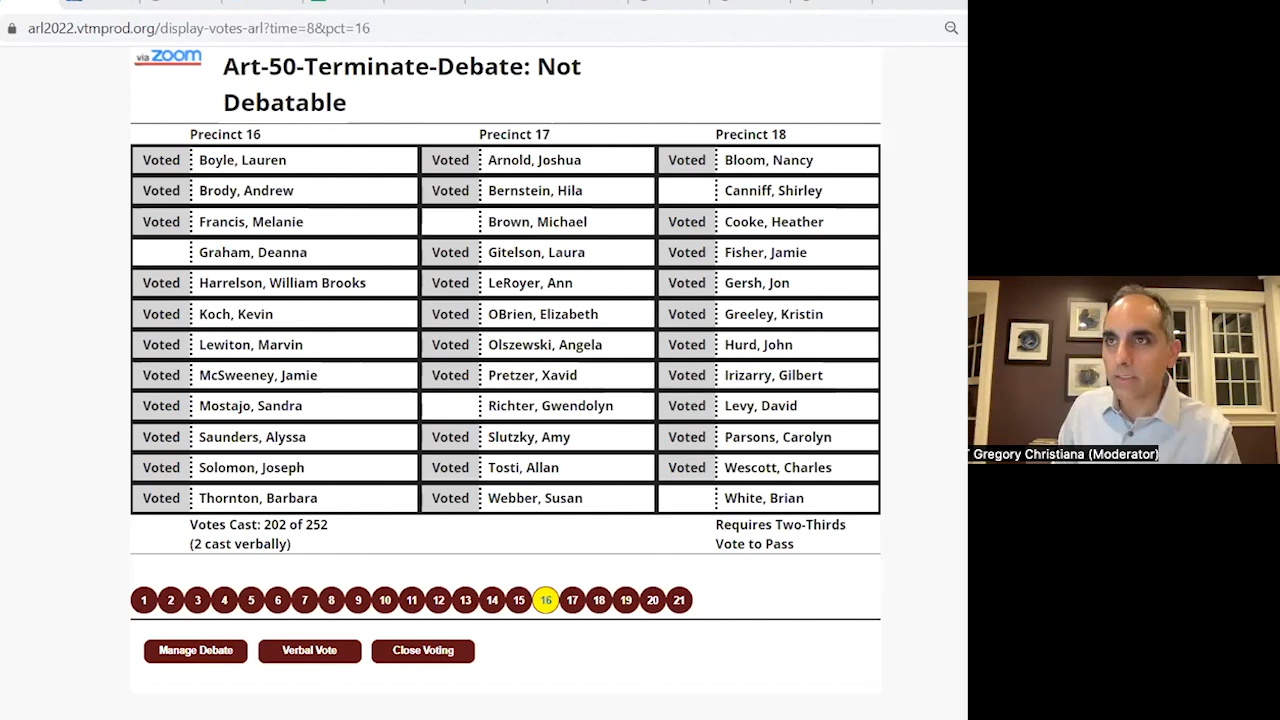 arl2022.vtmprod.org/display-votes-arl?time=8&pct=16
via zoom
Art-50-Terminate-Debate: Not
Debatable
Precinct 16 Precinct 17 Precinct 18
Voted Boyle, Lauren Voted Arnold, Joshua Voted Bloom, Nancy
Voted Brody, Andrew Voted Bernstein, Hila Canniff, Shirley
Voted Francis, Melanie Brown, Michael Voted Cooke, Heather
Graham, Deanna Voted Gitelson, Laura Voted Fisher, Jamie
Voted Harrelson, William Brooks Voted LeRoyer, Ann Voted Gersh, Jon
Voted Koch, Kevin Voted OBrien, Elizabeth Voted Greeley, Kristin
Voted Lewiton, Marvin Voted Olszewski, Angela Voted Hurd, John
Voted McSweeney, Jamie Voted Pretzer, Xavid Voted Irizarry, Gilbert
Voted Mostajo, Sandra Richter, Gwendolyn Voted Levy, David
Voted Saunders, Alyssa Voted Slutzky, Amy Voted Parsons, Carolyn
Voted Solomon, Joseph Voted Tosti, Allan Voted Wescott, Charles
Voted Thornton, Barbara Voted Webber, Susan White, Brian
Votes Cast: 202 of 252 Requires Two-Thirds
(2 cast verbally) Vote to Pass
1 2 3 4 5 6 7 8 9 10 11 12 13 14 15 16 17 18 19 20 21
Manage Debate Verbal Vote Close Voting
Gregory Christiana (Moderator)